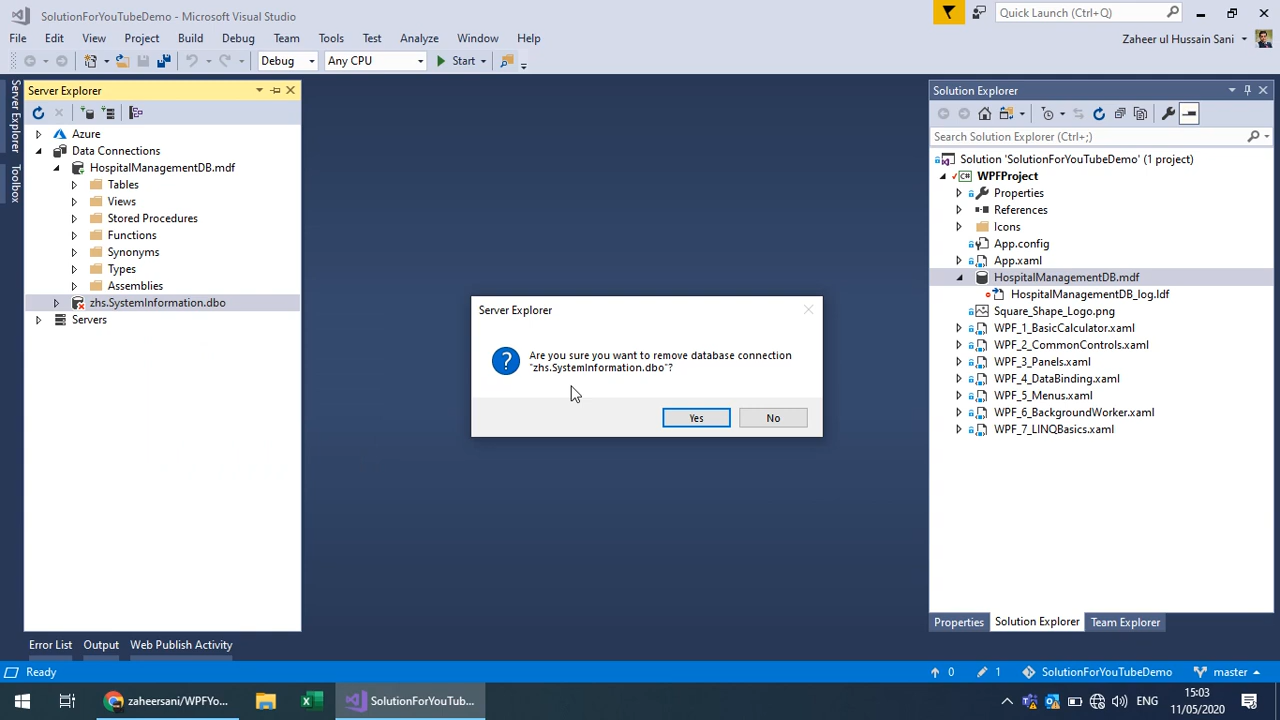 SolutionForYouTubeDemo - Microsoft Visual Studio
Quick Launch (Ctrl+Q)
File Edit View Project Build Debug Team Tools Test Analyze Window Help
Zaheer ul Hussain Sani
Debug Any CPU Start
Server Explorer
Toolbox
Server Explorer
Azure
Data Connections
HospitalManagementDB.mdf
Tables
Views
Stored Procedures
Functions
Synonyms
Types
Assemblies
zhs.SystemInformation.dbo
Servers
Server Explorer
Are you sure you want to remove database connection
"zhs.SystemInformation.dbo"?
Yes No
Solution Explorer
Search Solution Explorer (Ctrl+;)
Solution 'SolutionForYouTubeDemo' (1 project)
WPFProject
Properties
References
Icons
App.config
App.xaml
HospitalManagementDB.mdf
HospitalManagementDB_log.ldf
Square_Shape_Logo.png
WPF_1_BasicCalculator.xaml
WPF_2_CommonControls.xaml
WPF_3_Panels.xaml
WPF_4_DataBinding.xaml
WPF_5_Menus.xaml
WPF_6_BackgroundWorker.xaml
WPF_7_LINQBasics.xaml
Properties Solution Explorer Team Explorer
Error List Output Web Publish Activity
Ready
0 1 SolutionForYouTubeDemo master
zaheersani/WPFYo...
SolutionForYouTub...
ENG
15:03
11/05/2020